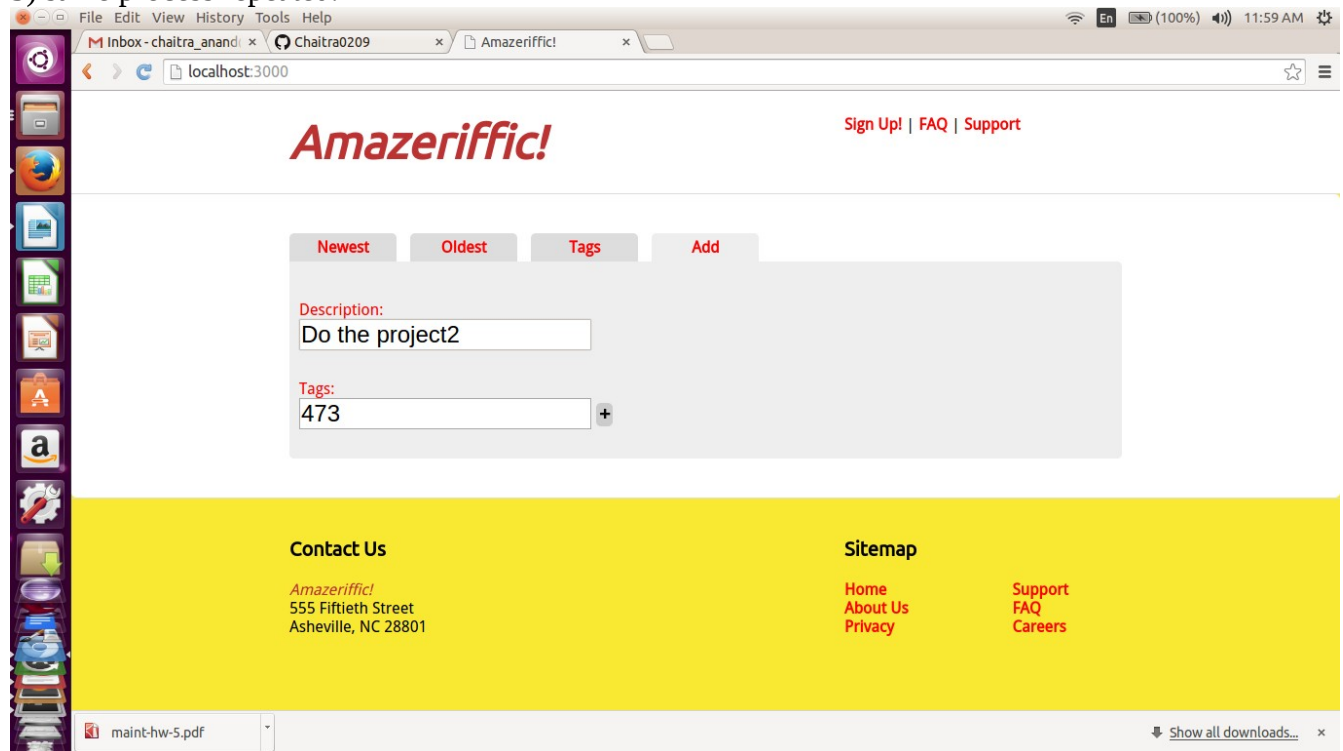 File Edit View History Tools Help En (100%) 11:59 AM
Inbox - chaitra_anand × Chaitra0209 × Amazeriffic! ×
localhost:3000
Amazeriffic!
Sign Up! | FAQ | Support
Newest Oldest Tags Add
Description:
Do the project2
Tags:
473 +
Contact Us
Amazeriffic!
555 Fiftieth Street
Asheville, NC 28801
Sitemap
Home Support
About Us FAQ
Privacy Careers
maint-hw-5.pdf Show all downloads... ×